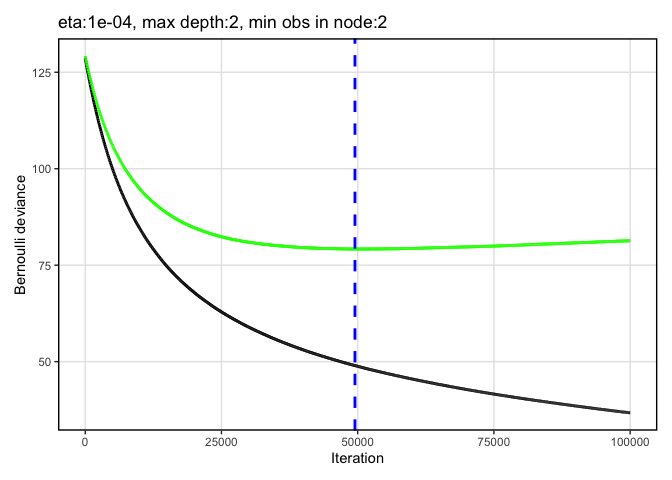 eta:1e-04, max depth:2, min obs in node:2
125
100
75
50
Bernoulli deviance
0 25000 50000 75000 100000
Iteration